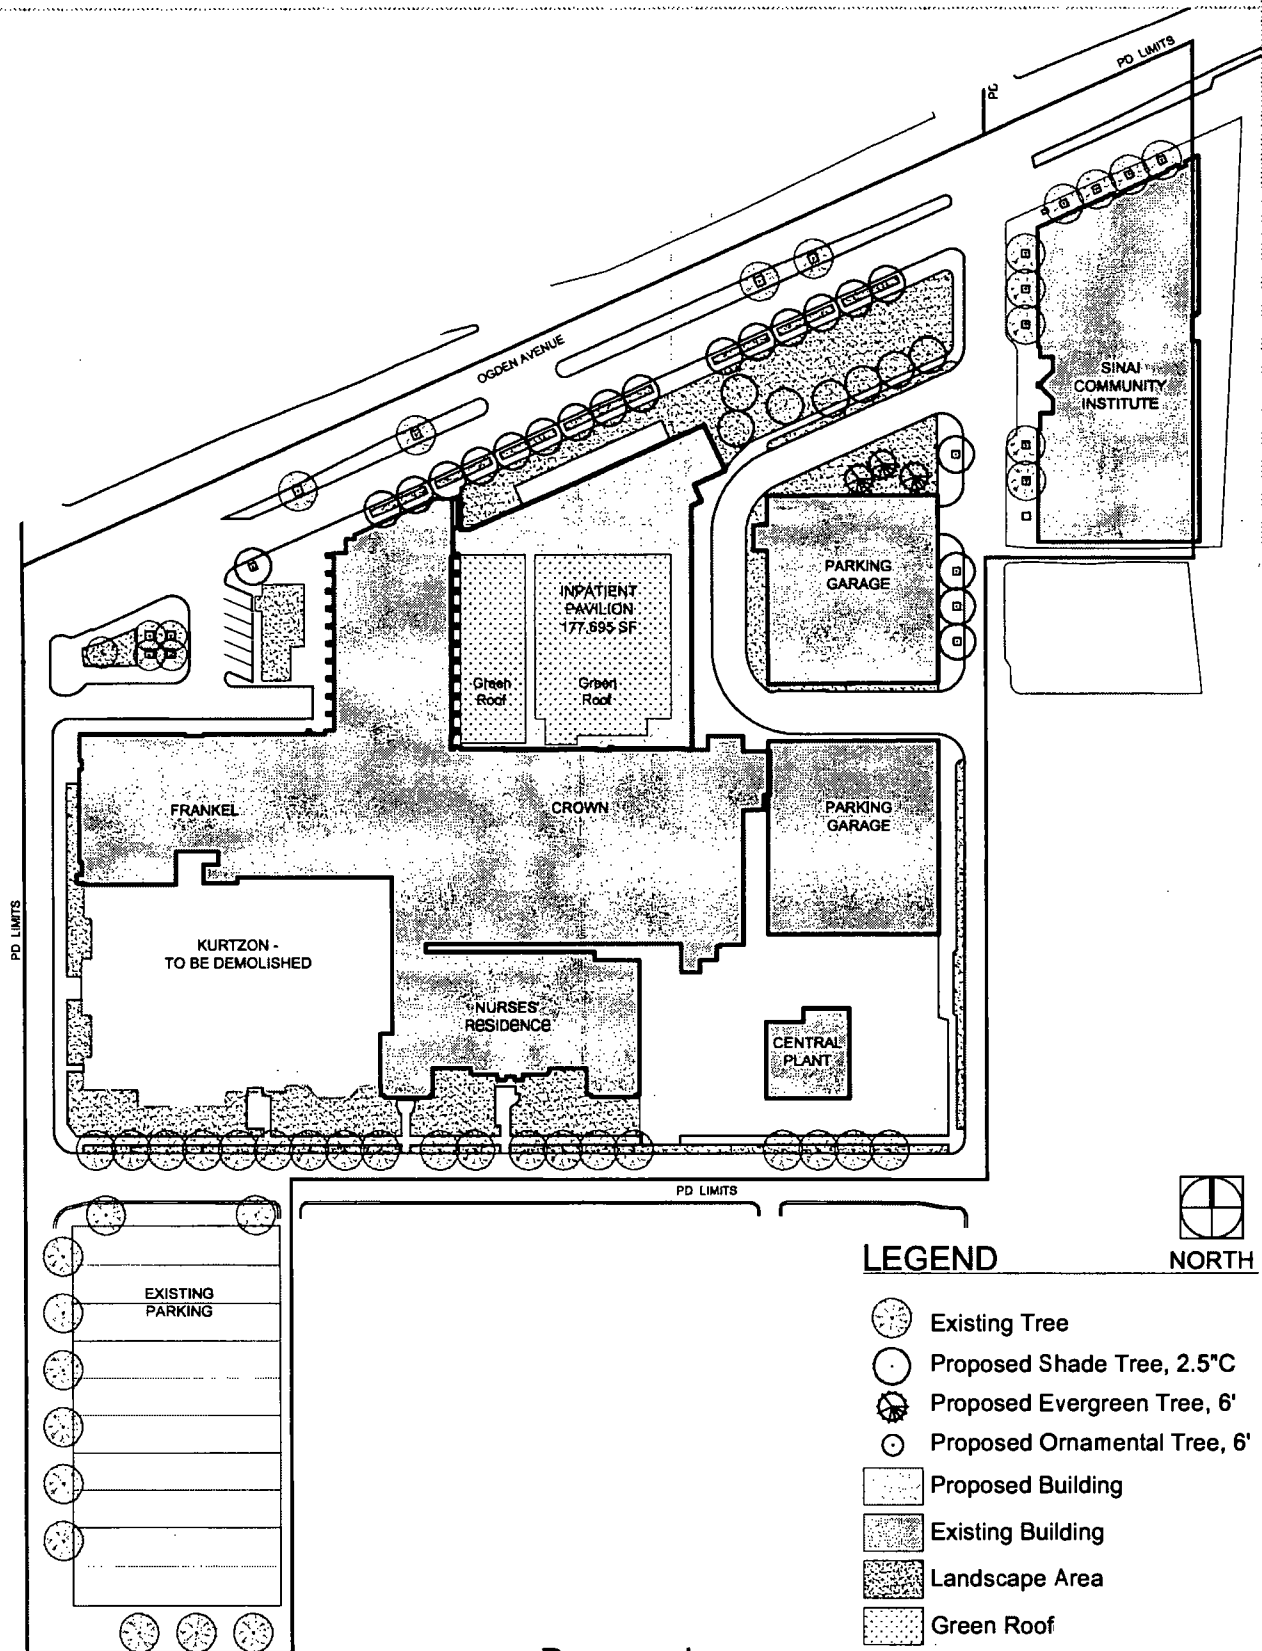 PD LIMITS
PD
OGDEN AVENUE
SINAI
COMMUNITY
INSTITUTE
PARKING
GARAGE
INPATIENT
PAVILION
177,695 SF
Green
Roof
Green
Roof
FRANKEL
CROWN
PARKING
GARAGE
PD LIMITS
KURTZON -
TO BE DEMOLISHED
NURSES'
RESIDENCE
CENTRAL
PLANT
PD LIMITS
NORTH
LEGEND
EXISTING
PARKING
Existing Tree
Proposed Shade Tree, 2.5"C
Proposed Evergreen Tree, 6'
Proposed Ornamental Tree, 6'
Proposed Building
Existing Building
Landscape Area
Green Roof